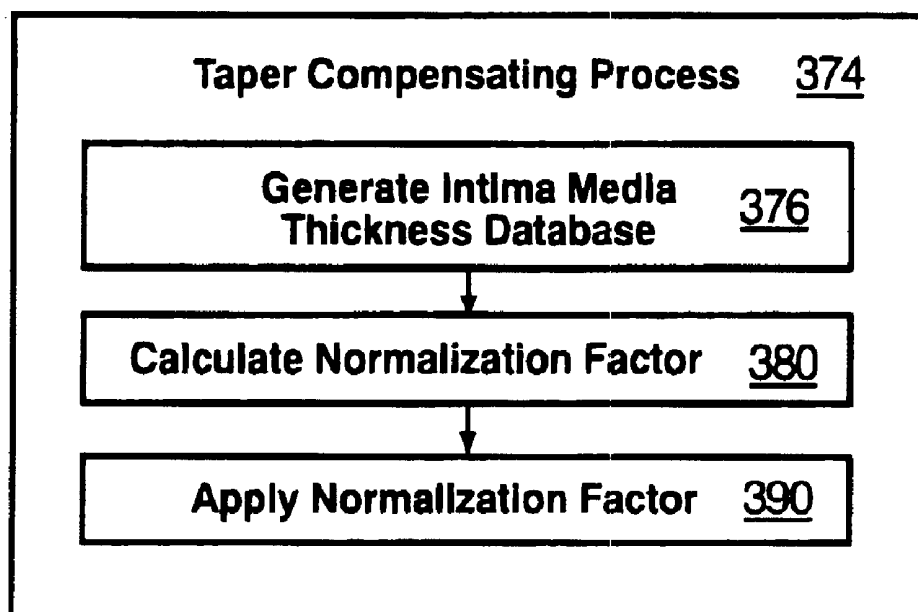 Taper Compensating Process 374
Generate Intima Media
Thickness Database 376
Calculate Normalization Factor 380
Apply Normalization Factor 390